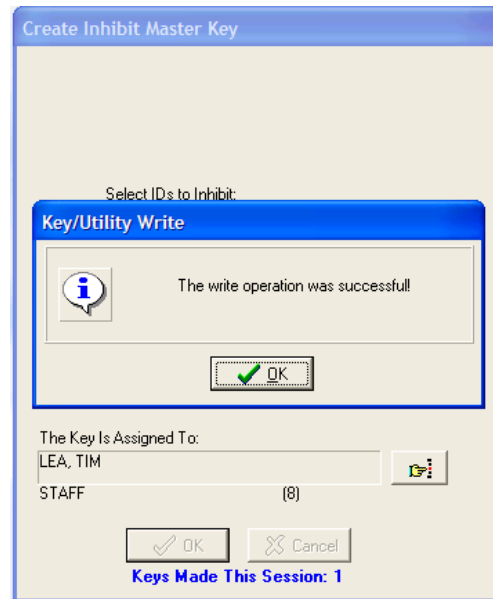 Create Inhibit Master Key
Select IDs to Inhibit:
Key/Utility Write
The write operation was successful!
OK
The Key Is Assigned To:
LEA, TIM
STAFF (8)
OK Cancel
Keys Made This Session: 1